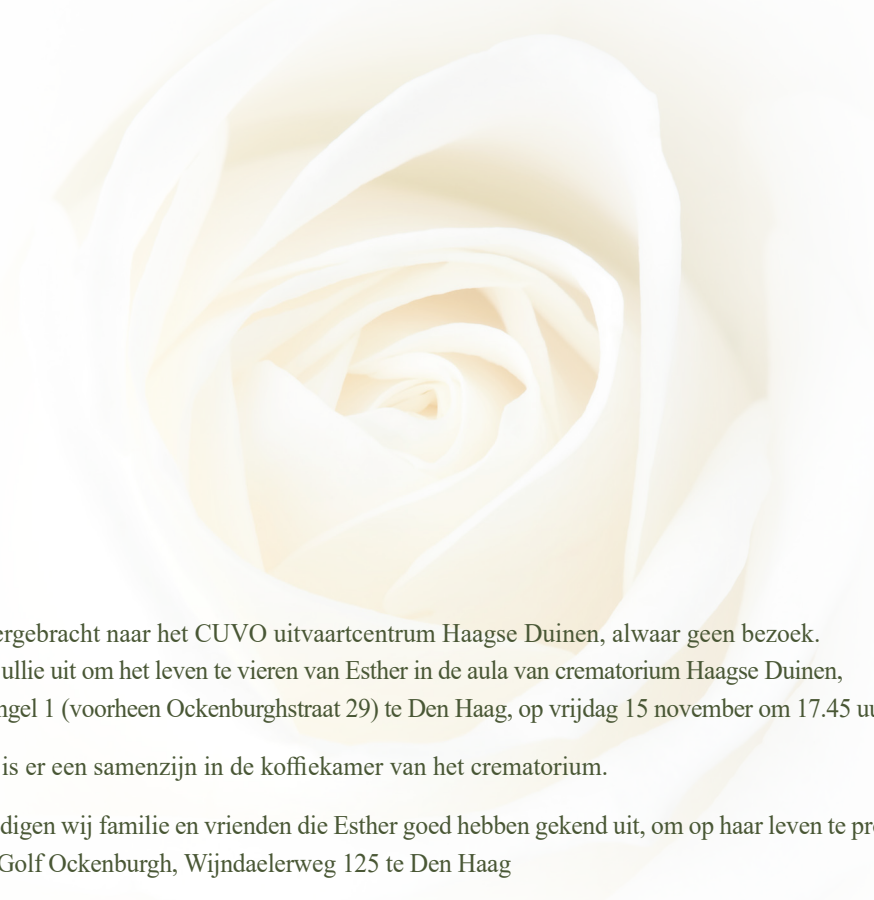 ergebracht naar het CUVO uitvaartcentrum Haagse Duinen, alwaar geen bezoek.
ullie uit om het leven te vieren van Esther in de aula van crematorium Haagse Duinen,
ngel 1 (voorheen Ockenburghstraat 29) te Den Haag, op vrijdag 15 november om 17.45 uu
is er een samenzijn in de koffiekamer van het crematorium.
digen wij familie en vrienden die Esther goed hebben gekend uit, om op haar leven te pr
Golf Ockenburgh, Wijndaelerweg 125 te Den Haag